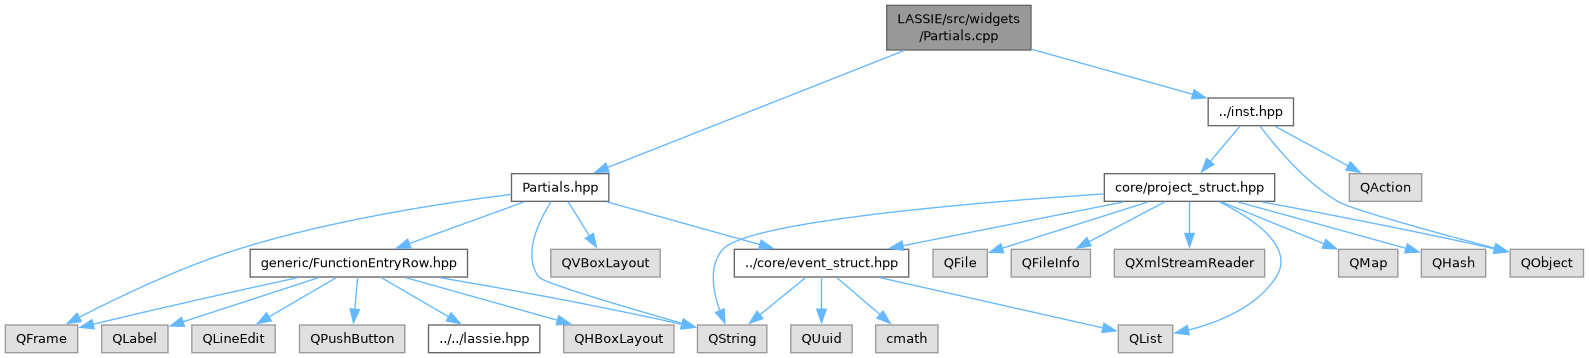 LASSIE/src/widgets
/Partials.cpp
../inst.hpp
Partials.hpp
core/project_struct.hpp
QAction
generic/FunctionEntryRow.hpp
QVBoxLayout
../core/event_struct.hpp
QFile
QFileInfo
QXmlStreamReader
QMap
QHash
QObject
QFrame
QLabel
QLineEdit
QPushButton
../../lassie.hpp
QHBoxLayout
QString
QUuid
cmath
QList